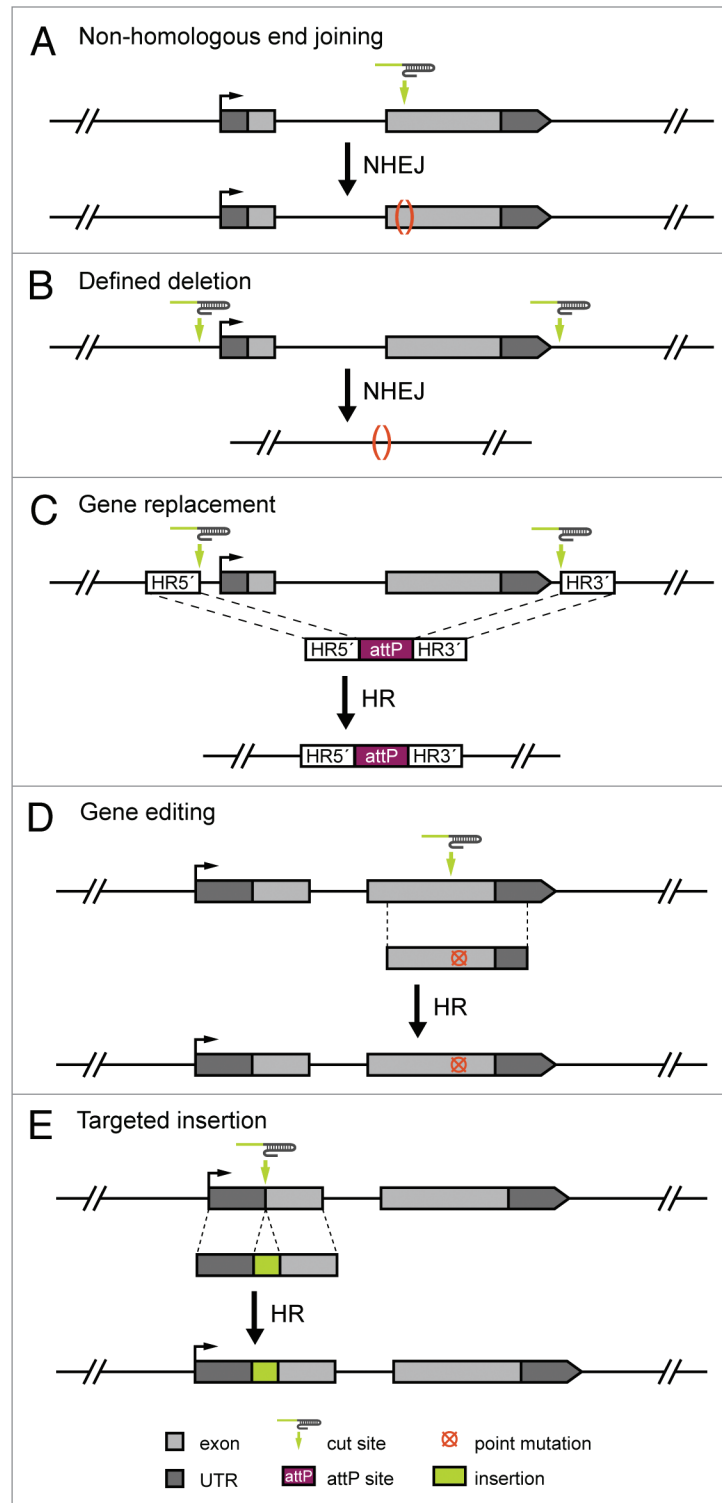 A Non-homologous end joining
NHEJ
B Defined deletion
NHEJ
C Gene replacement
HR5´ HR3´
HR5´ attP HR3´
HR
HR5´ attP HR3´
D Gene editing
HR
E Targeted insertion
HR
exon cut site point mutation
UTR attP attP site insertion